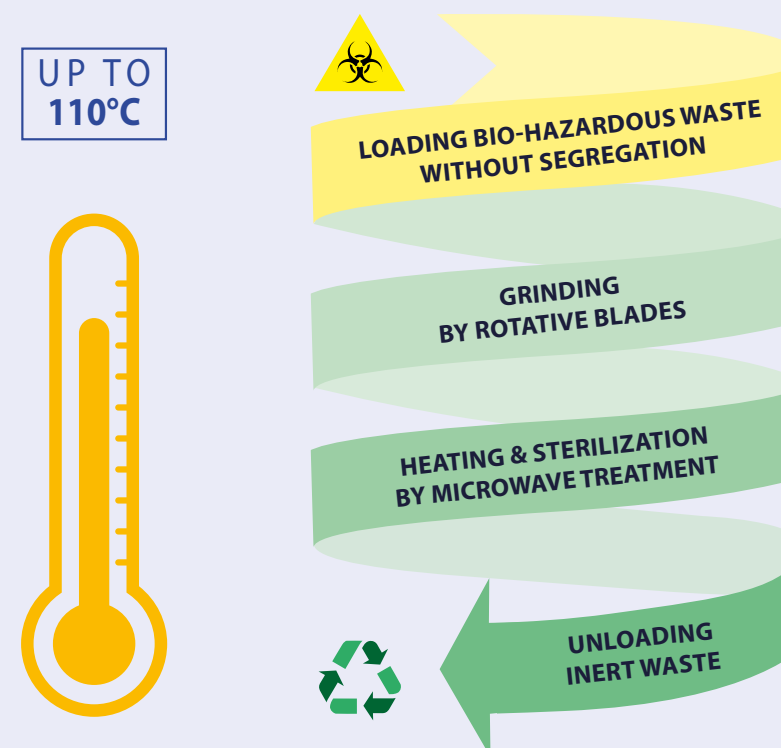 UP TO
110°C
LOADING BIO-HAZARDOUS WASTE
WITHOUT SEGREGATION
GRINDING
BY ROTATIVE BLADES
HEATING & STERILIZATION
BY MICROWAVE TREATMENT
UNLOADING
INERT WASTE